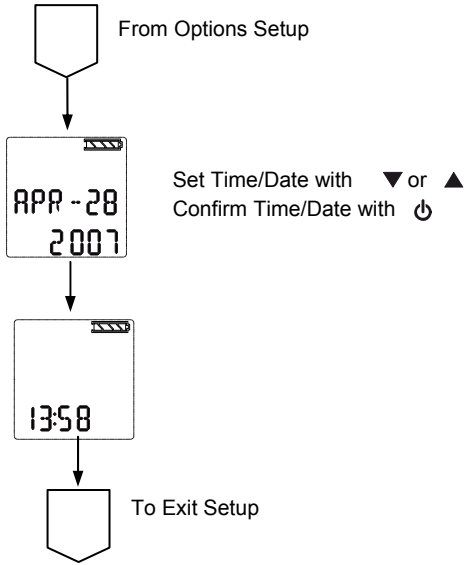 From Options Setup
APR-28
2007
Set Time/Date with ▼ or ▲
Confirm Time/Date with ⏻
13:58
To Exit Setup